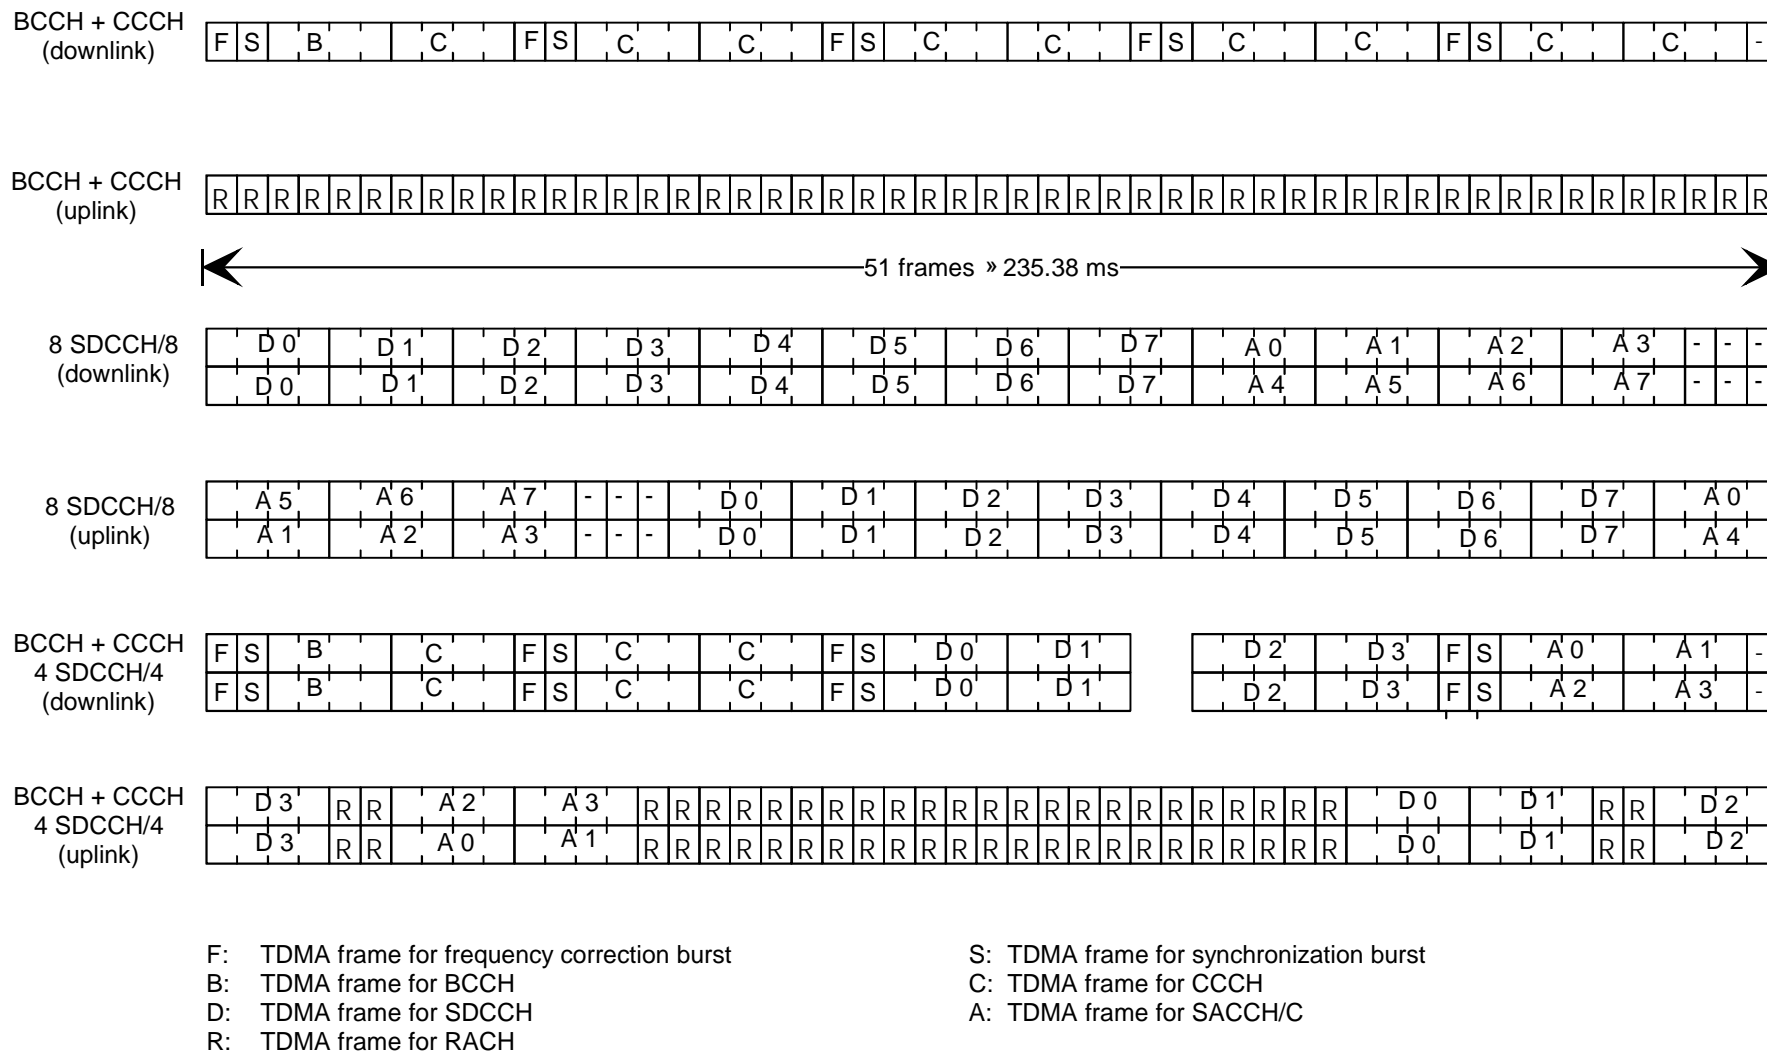 BCCH + CCCH
(downlink)
F S B C F S C C F S C C F S C C F S C C -
BCCH + CCCH
(uplink)
R R R R R R R R R R R R R R R R R R R R R R R R R R R R R R R R R R R R R R R R R R R R R R R R R R R
51 frames » 235.38 ms
8 SDCCH/8
(downlink)
D 0 D 1 D 2 D 3 D 4 D 5 D 6 D 7 A 0 A 1 A 2 A 3 - - -
D 0 D 1 D 2 D 3 D 4 D 5 D 6 D 7 A 4 A 5 A 6 A 7 - - -
8 SDCCH/8
(uplink)
A 5 A 6 A 7 - - - D 0 D 1 D 2 D 3 D 4 D 5 D 6 D 7 A 0
A 1 A 2 A 3 - - - D 0 D 1 D 2 D 3 D 4 D 5 D 6 D 7 A 4
BCCH + CCCH
4 SDCCH/4
(downlink)
F S B C F S C C F S D 0 D 1 D 2 D 3 F S A 0 A 1 -
F S B C F S C C F S D 0 D 1 D 2 D 3 F S A 2 A 3 -
BCCH + CCCH
4 SDCCH/4
(uplink)
D 3 R R A 2 A 3 R R R R R R R R R R R R R R R R R R R R R R R D 0 D 1 R R D 2
D 3 R R A 0 A 1 R R R R R R R R R R R R R R R R R R R R R R R D 0 D 1 R R D 2
F: TDMA frame for frequency correction burst
S: TDMA frame for synchronization burst
B: TDMA frame for BCCH
C: TDMA frame for CCCH
D: TDMA frame for SDCCH
A: TDMA frame for SACCH/C
R: TDMA frame for RACH